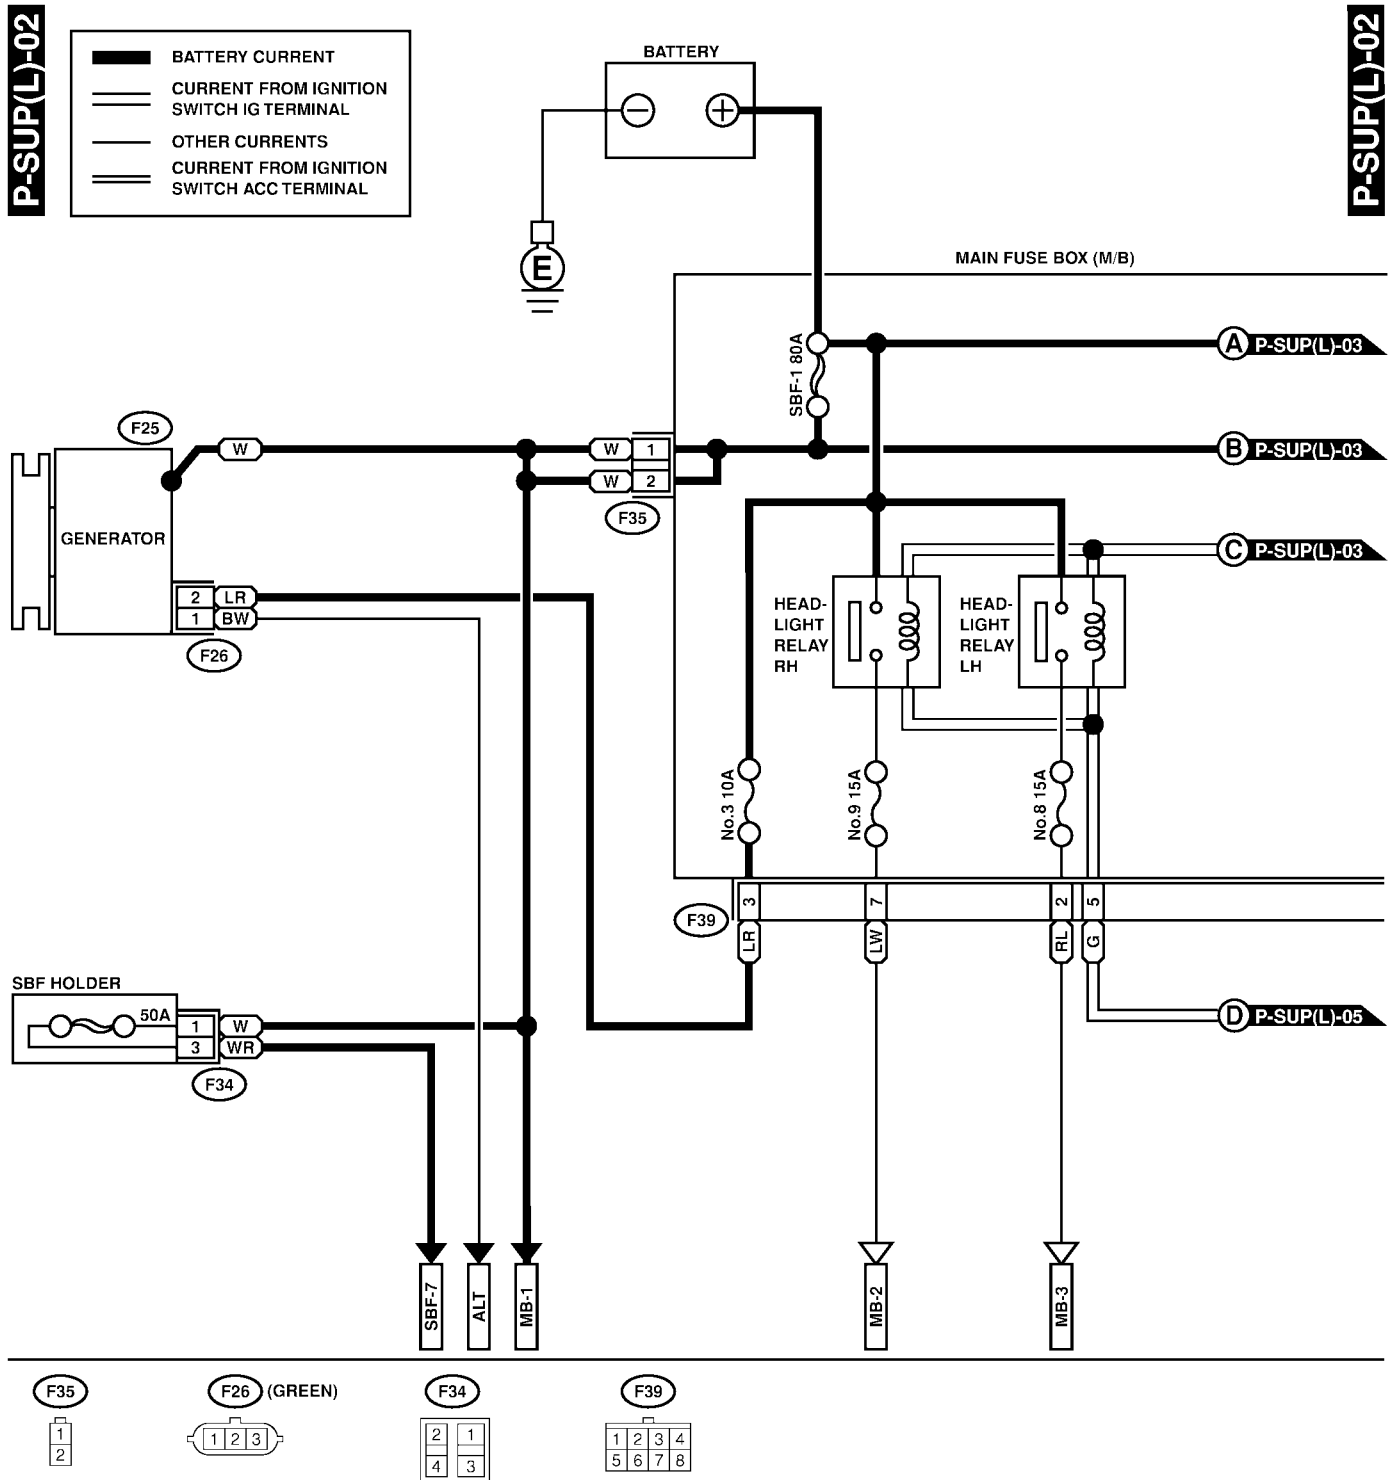 P-SUP(L)-02
P-SUP(L)-02
BATTERY CURRENT
CURRENT FROM IGNITION
SWITCH IG TERMINAL
OTHER CURRENTS
CURRENT FROM IGNITION
SWITCH ACC TERMINAL
BATTERY
− +
E
MAIN FUSE BOX (M/B)
SBF-1 80A
A P-SUP(L)-03
F25
W
W 1
B P-SUP(L)-03
W 2
F35
GENERATOR
C P-SUP(L)-03
2 LR
1 BW
F26
HEAD-
LIGHT
RELAY
RH
HEAD-
LIGHT
RELAY
LH
No.3 10A
No.9 15A
No.8 15A
3 7 2 5
F39
LR LW RL G
SBF HOLDER
50A
1 W
3 WR
F34
D P-SUP(L)-05
SBF-7
ALT
MB-1
MB-2
MB-3
F35
1
2
F26 (GREEN)
1 2 3
F34
2 1
4 3
F39
1 2 3 4
5 6 7 8